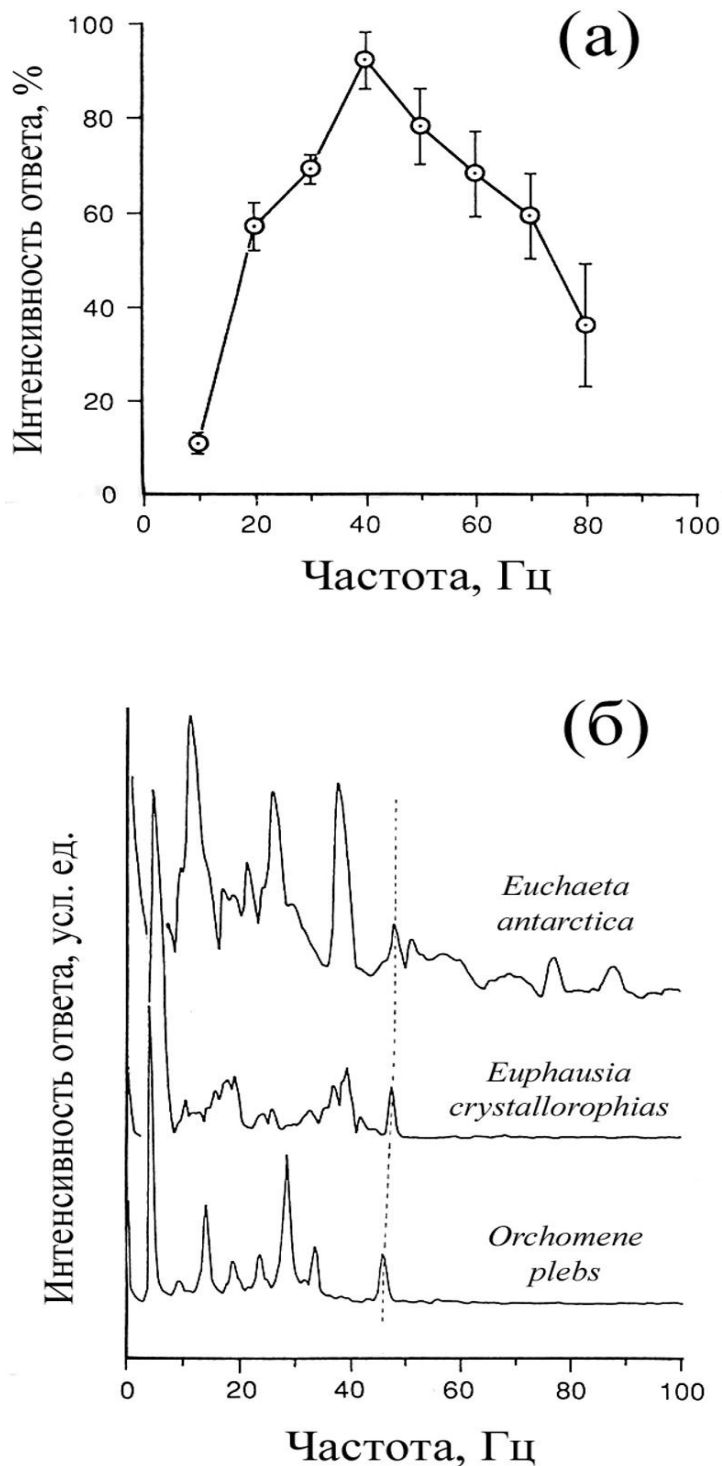 (а)
Интенсивность ответа, %
100
80
60
40
20
0
0 20 40 60 80 100
Частота, Гц
(б)
Интенсивность ответа, усл. ед.
Euchaeta
antarctica
Euphausia
crystallorophias
Orchomene
plebs
0 20 40 60 80 100
Частота, Гц